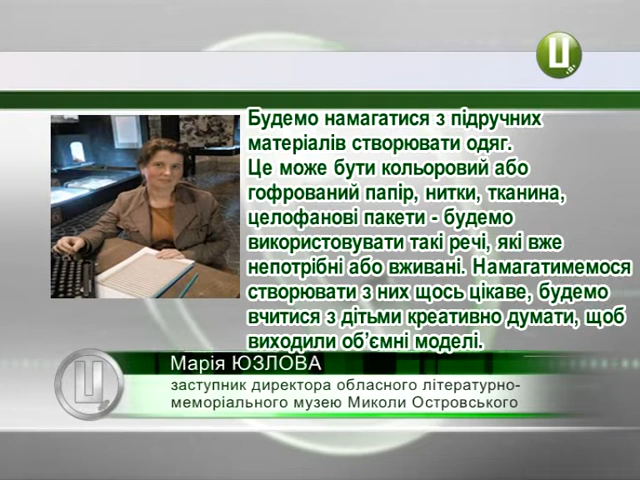 Ц
Будемо намагатися з підручних
матеріалів створювати одяг.
Це може бути кольоровий або
гофрований папір, нитки, тканина,
целофанові пакети - будемо
використовувати такі речі, які вже
непотрібні або вживані. Намагатимемося
створювати з них щось цікаве, будемо
вчитися з дітьми креативно думати, щоб
виходили об'ємні моделі.
Марія ЮЗЛОВА
Ц
заступник директора обласного літературно-
меморіального музею Миколи Островського